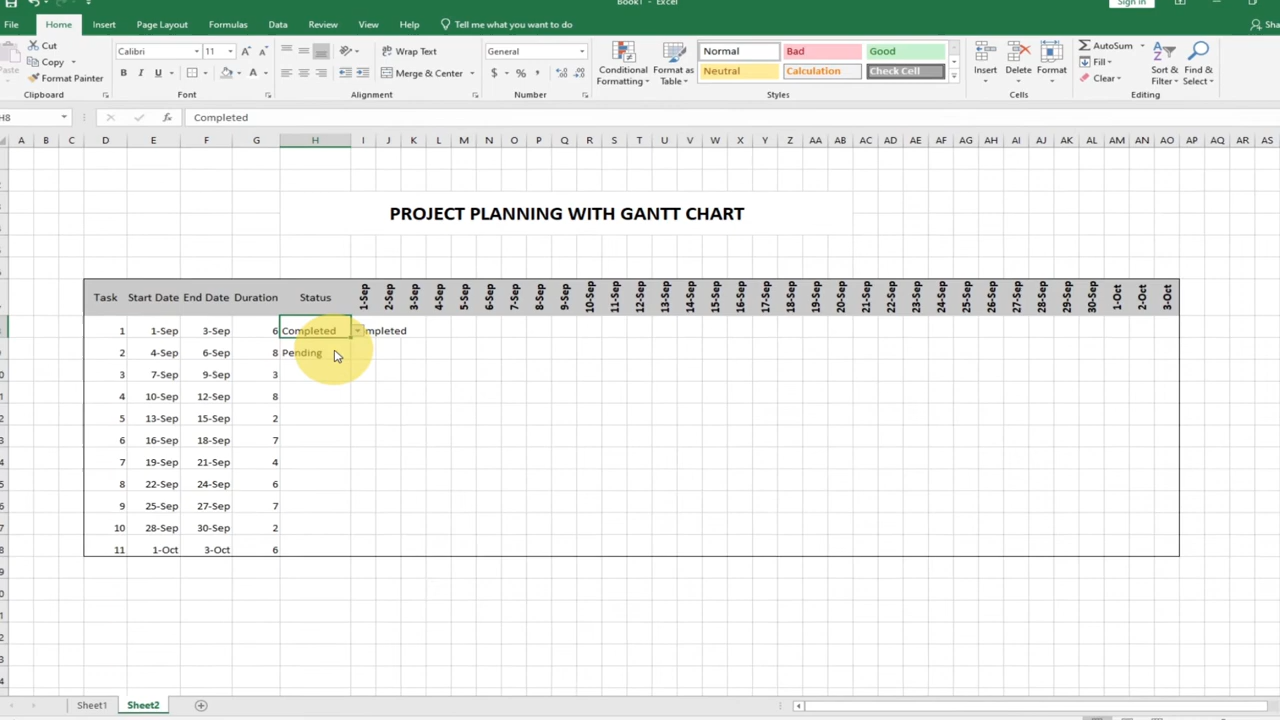 Book1 - Excel
Sign in
File Home Insert Page Layout Formulas Data Review View Help Tell me what you want to do
Cut
Copy
Format Painter
Paste
Clipboard
Calibri 11
B I U
Font
Wrap Text
Merge & Center
Alignment
General
$ % ,
Number
Conditional Formatting
Format as Table
Normal Bad Good
Neutral Calculation Check Cell
Styles
Insert Delete Format
Cells
AutoSum
Fill
Clear
Sort & Filter
Find & Select
Editing
H8 fx Completed
A B C D E F G H I J K L M N O P Q R S T U V W X Y Z AA AB AC AD AE AF AG AH AI AJ AK AL AM AN AO AP AQ AR AS
PROJECT PLANNING WITH GANTT CHART
Task Start Date End Date Duration Status 1-Sep 2-Sep 3-Sep 4-Sep 5-Sep 6-Sep 7-Sep 8-Sep 9-Sep 10-Sep 11-Sep 12-Sep 13-Sep 14-Sep 15-Sep 16-Sep 17-Sep 18-Sep 19-Sep 20-Sep 21-Sep 22-Sep 23-Sep 24-Sep 25-Sep 26-Sep 27-Sep 28-Sep 29-Sep 30-Sep 1-Oct 2-Oct 3-Oct
1 1-Sep 3-Sep 6 Completed mpleted
2 4-Sep 6-Sep 8 Pending
3 7-Sep 9-Sep 3
4 10-Sep 12-Sep 8
5 13-Sep 15-Sep 2
6 16-Sep 18-Sep 7
7 19-Sep 21-Sep 4
8 22-Sep 24-Sep 6
9 25-Sep 27-Sep 7
10 28-Sep 30-Sep 2
11 1-Oct 3-Oct 6
Sheet1 Sheet2